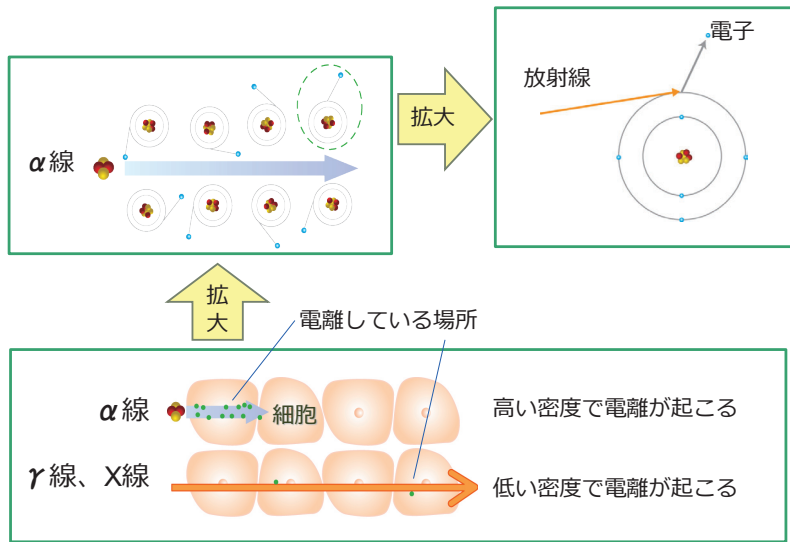 電子
放射線
拡大
α線
拡
大
電離している場所
α線
細胞
高い密度で電離が起こる
γ線、X線
低い密度で電離が起こる